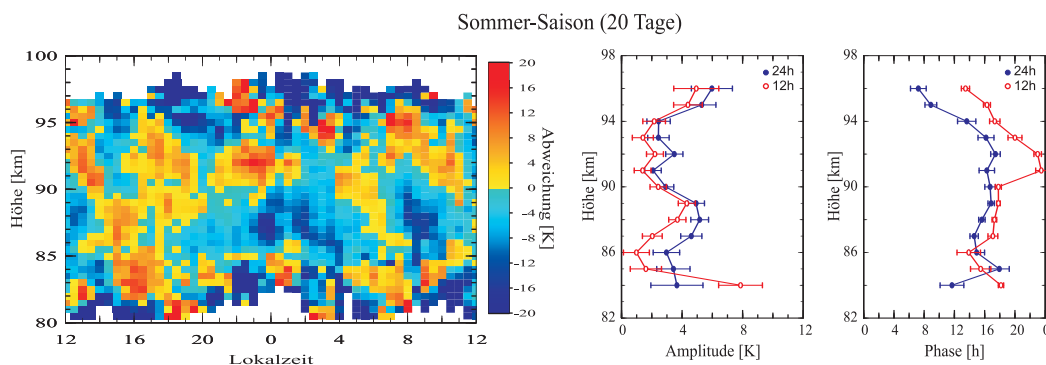 Sommer-Saison (20 Tage)
Höhe [km]
100
95
90
85
80
12 16 20 0 4 8 12
Lokalzeit
20
16
12
8
4
0
-4
-8
-12
-16
-20
Abweichung [K]
Höhe [km]
98
94
90
86
82
24h
12h
0 4 8 12
Amplitude [K]
Höhe [km]
98
94
90
86
82
24h
12h
0 4 8 12 16 20 0
Phase [h]